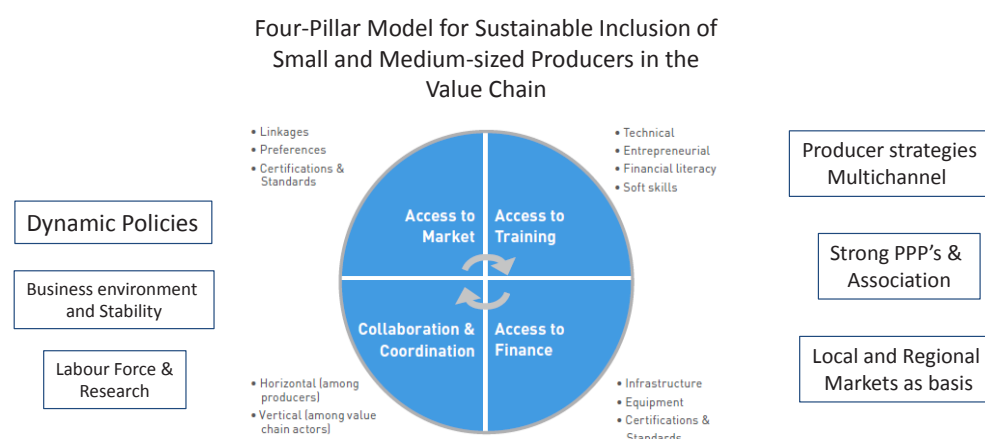 Four-Pillar Model for Sustainable Inclusion of
Small and Medium-sized Producers in the
Value Chain
• Linkages
• Preferences
• Certifications &
Standards
• Technical
• Entrepreneurial
• Financial literacy
• Soft skills
Access to
Market
Access to
Training
Collaboration &
Coordination
Access to
Finance
• Horizontal (among
producers)
• Vertical (among value
chain actors)
• Infrastructure
• Equipment
• Certifications &
Standards
Dynamic Policies
Business environment
and Stability
Labour Force &
Research
Producer strategies
Multichannel
Strong PPP's &
Association
Local and Regional
Markets as basis